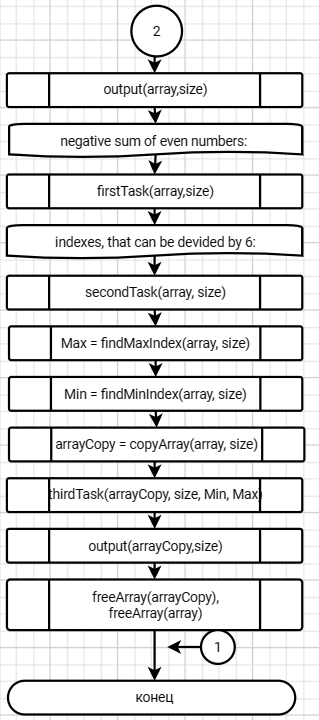 2
output(array,size)
negative sum of even numbers:
firstTask(array,size)
indexes, that can be devided by 6:
secondTask(array, size)
Max = findMaxIndex(array, size)
Min = findMinIndex(array, size)
arrayCopy = copyArray(array, size)
thirdTask(arrayCopy, size, Min, Max)
output(arrayCopy,size)
freeArray(arrayCopy),
freeArray(array)
1
конец